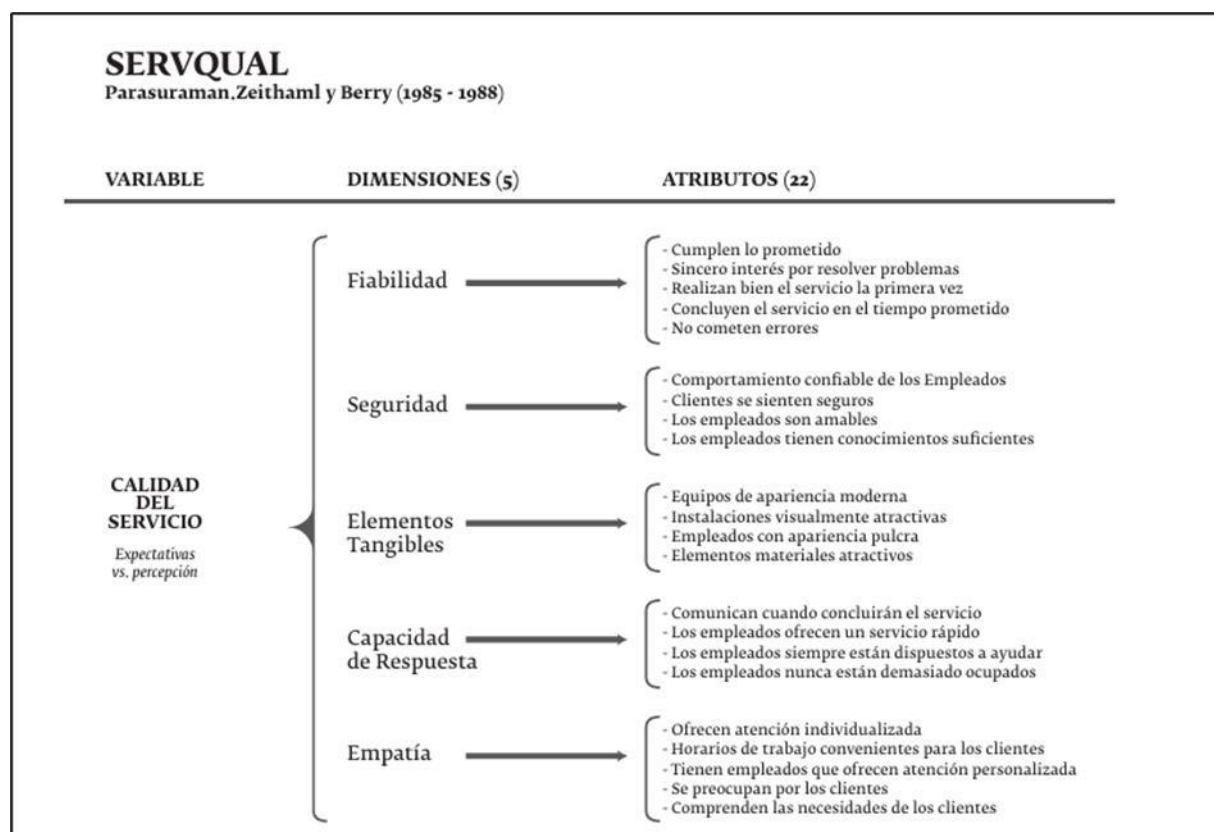 SERVQUAL
Parasuraman.Zeithaml y Berry (1985 - 1988)
VARIABLE
DIMENSIONES (5)
ATRIBUTOS (22)
CALIDAD
DEL
SERVICIO
Expectativas
vs. percepción
Fiabilidad
- Cumplen lo prometido
- Sincero interés por resolver problemas
- Realizan bien el servicio la primera vez
- Concluyen el servicio en el tiempo prometido
- No cometen errores
Seguridad
- Comportamiento confiable de los Empleados
- Clientes se sienten seguros
- Los empleados son amables
- Los empleados tienen conocimientos suficientes
Elementos
Tangibles
- Equipos de apariencia moderna
- Instalaciones visualmente atractivas
- Empleados con apariencia pulcra
- Elementos materiales atractivos
Capacidad
de Respuesta
- Comunican cuando concluirán el servicio
- Los empleados ofrecen un servicio rápido
- Los empleados siempre están dispuestos a ayudar
- Los empleados nunca están demasiado ocupados
Empatía
- Ofrecen atención individualizada
- Horarios de trabajo convenientes para los clientes
- Tienen empleados que ofrecen atención personalizada
- Se preocupan por los clientes
- Comprenden las necesidades de los clientes